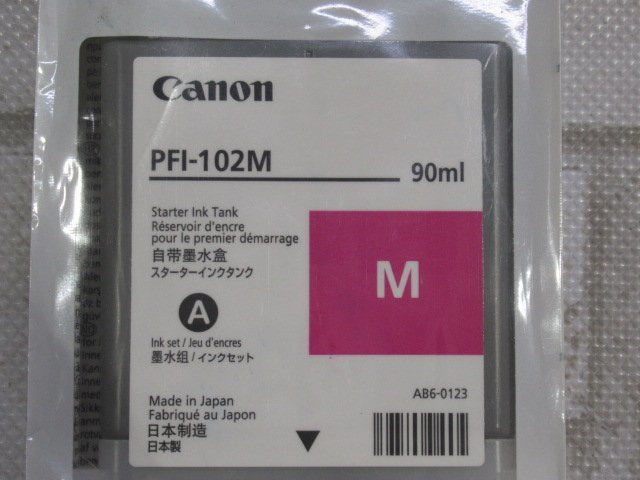 Canon
PFI-102M
90ml
Starter Ink Tank
Réservoir d'encre
pour le premier démarrage
自带墨水盒
スターターインクタンク
M
A
Ink set / Jeu d'encres
墨水组 / インクセット
Made in Japan
Fabriqué au Japon
日本制造
日本製
AB6-0123